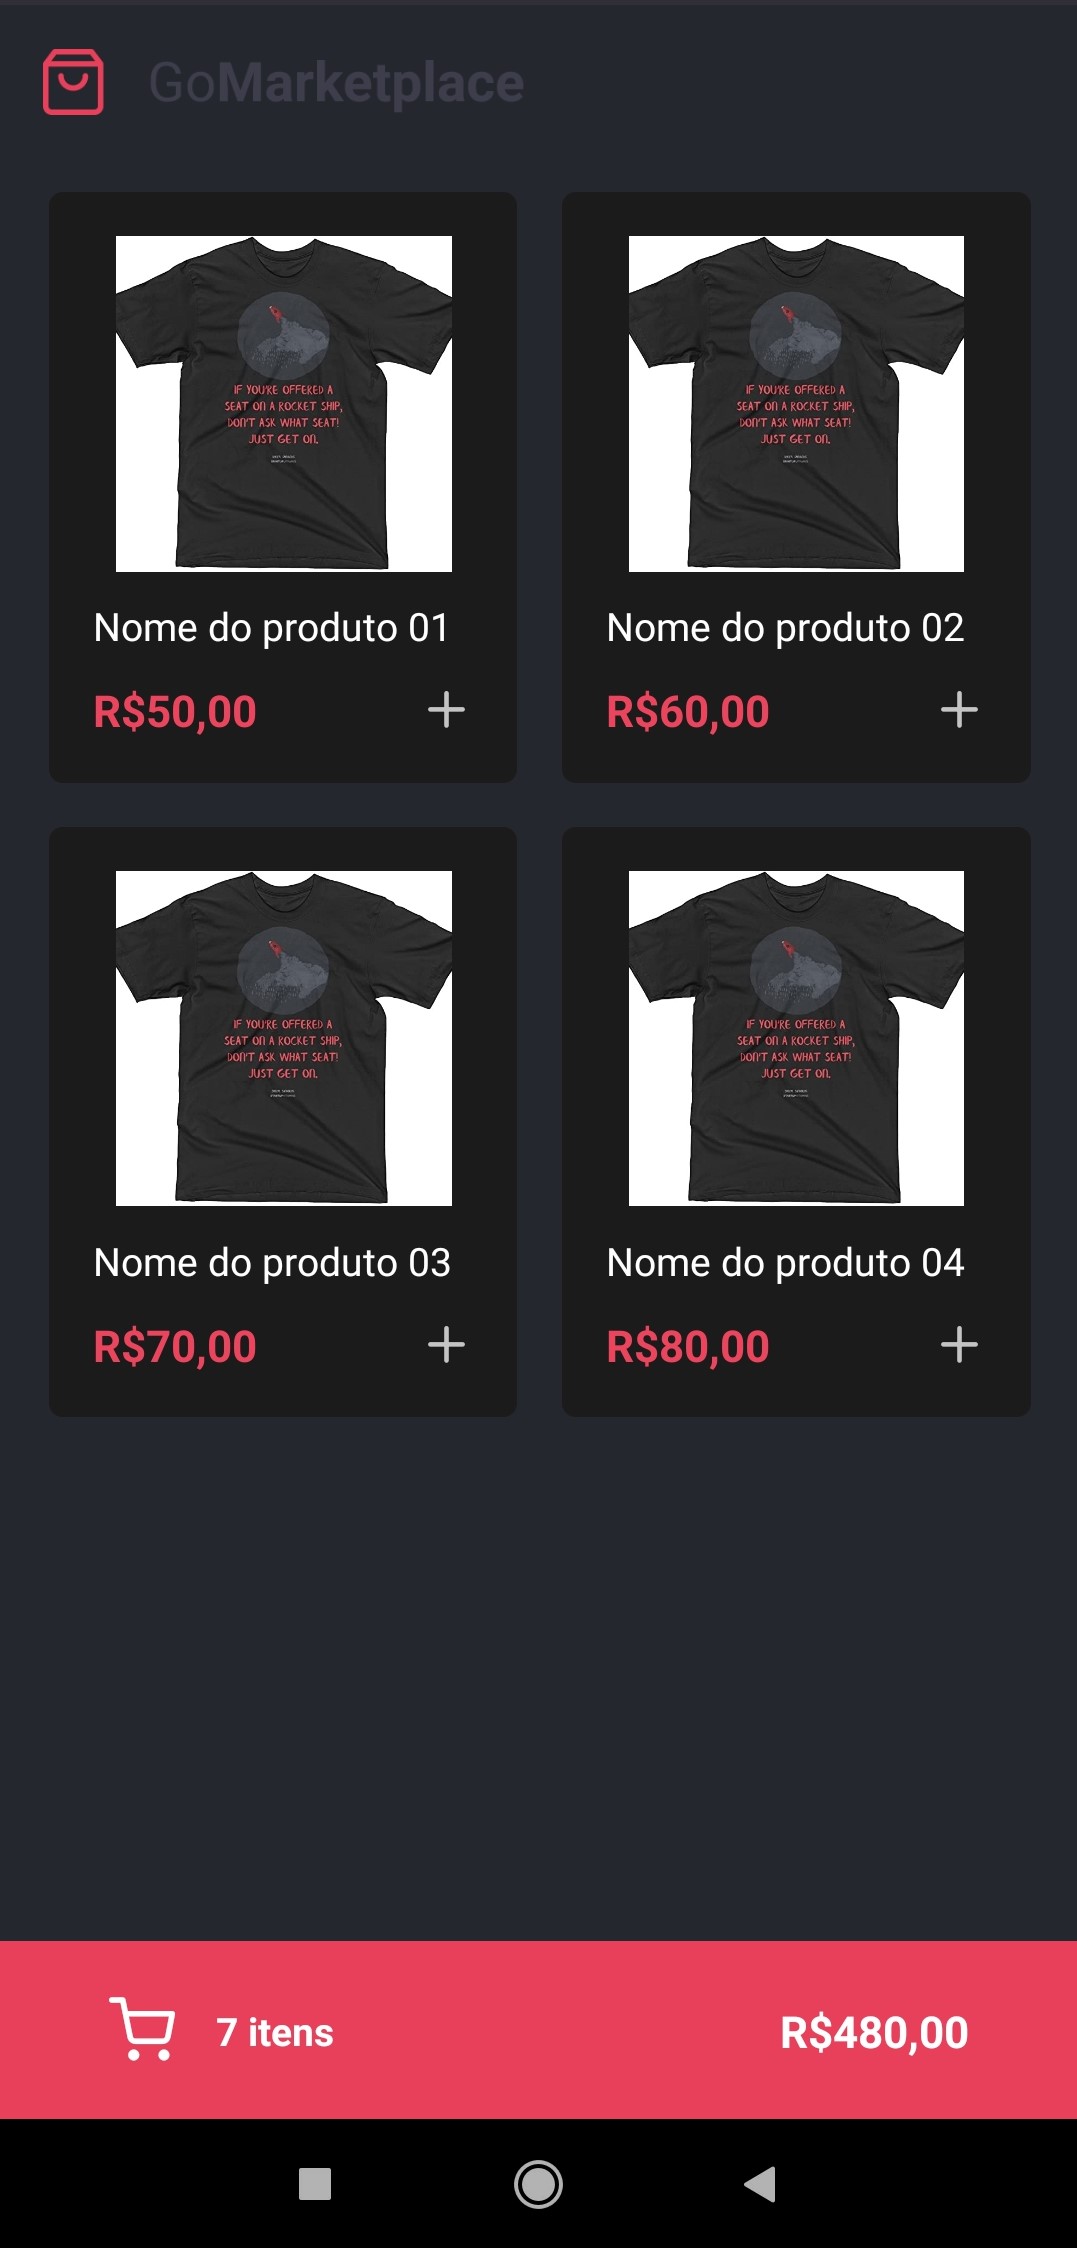 GoMarketplace
IF YOU'RE OFFERED A
SEAT ON A ROCKET SHIP,
DON'T ASK WHAT SEAT!
JUST GET ON.
Nome do produto 01
R$50,00
IF YOU'RE OFFERED A
SEAT ON A ROCKET SHIP,
DON'T ASK WHAT SEAT!
JUST GET ON.
Nome do produto 02
R$60,00
IF YOU'RE OFFERED A
SEAT ON A ROCKET SHIP,
DON'T ASK WHAT SEAT!
JUST GET ON.
Nome do produto 03
R$70,00
IF YOU'RE OFFERED A
SEAT ON A ROCKET SHIP,
DON'T ASK WHAT SEAT!
JUST GET ON.
Nome do produto 04
R$80,00
7 itens
R$480,00